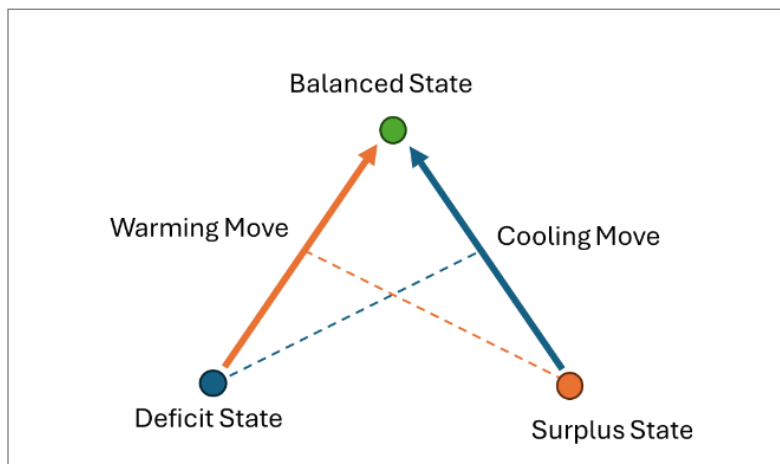 Balanced State
Warming Move
Cooling Move
Deficit State
Surplus State